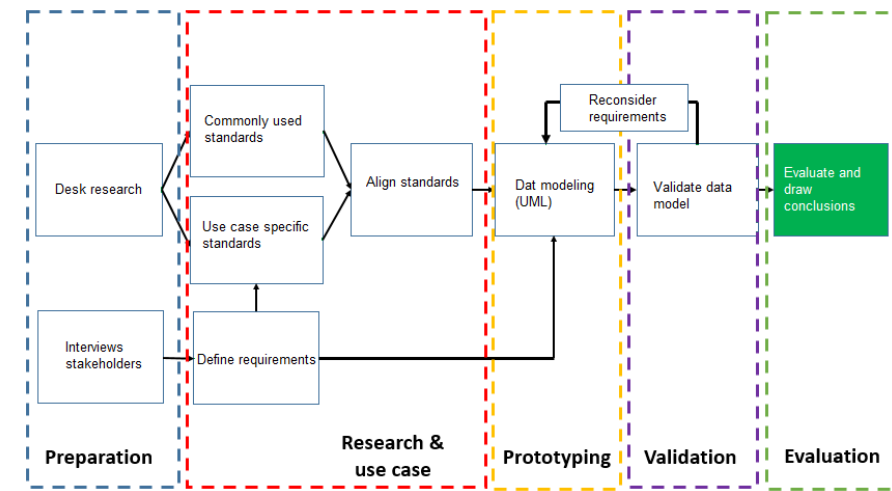 Desk research
Interviews
stakeholders
Preparation
Commonly used
standards
Use case specific
standards
Define requirements
Align standards
Research &
use case
Reconsider
requirements
Dat modeling
(UML)
Prototyping
Validate data
model
Validation
Evaluate and
draw
conclusions
Evaluation